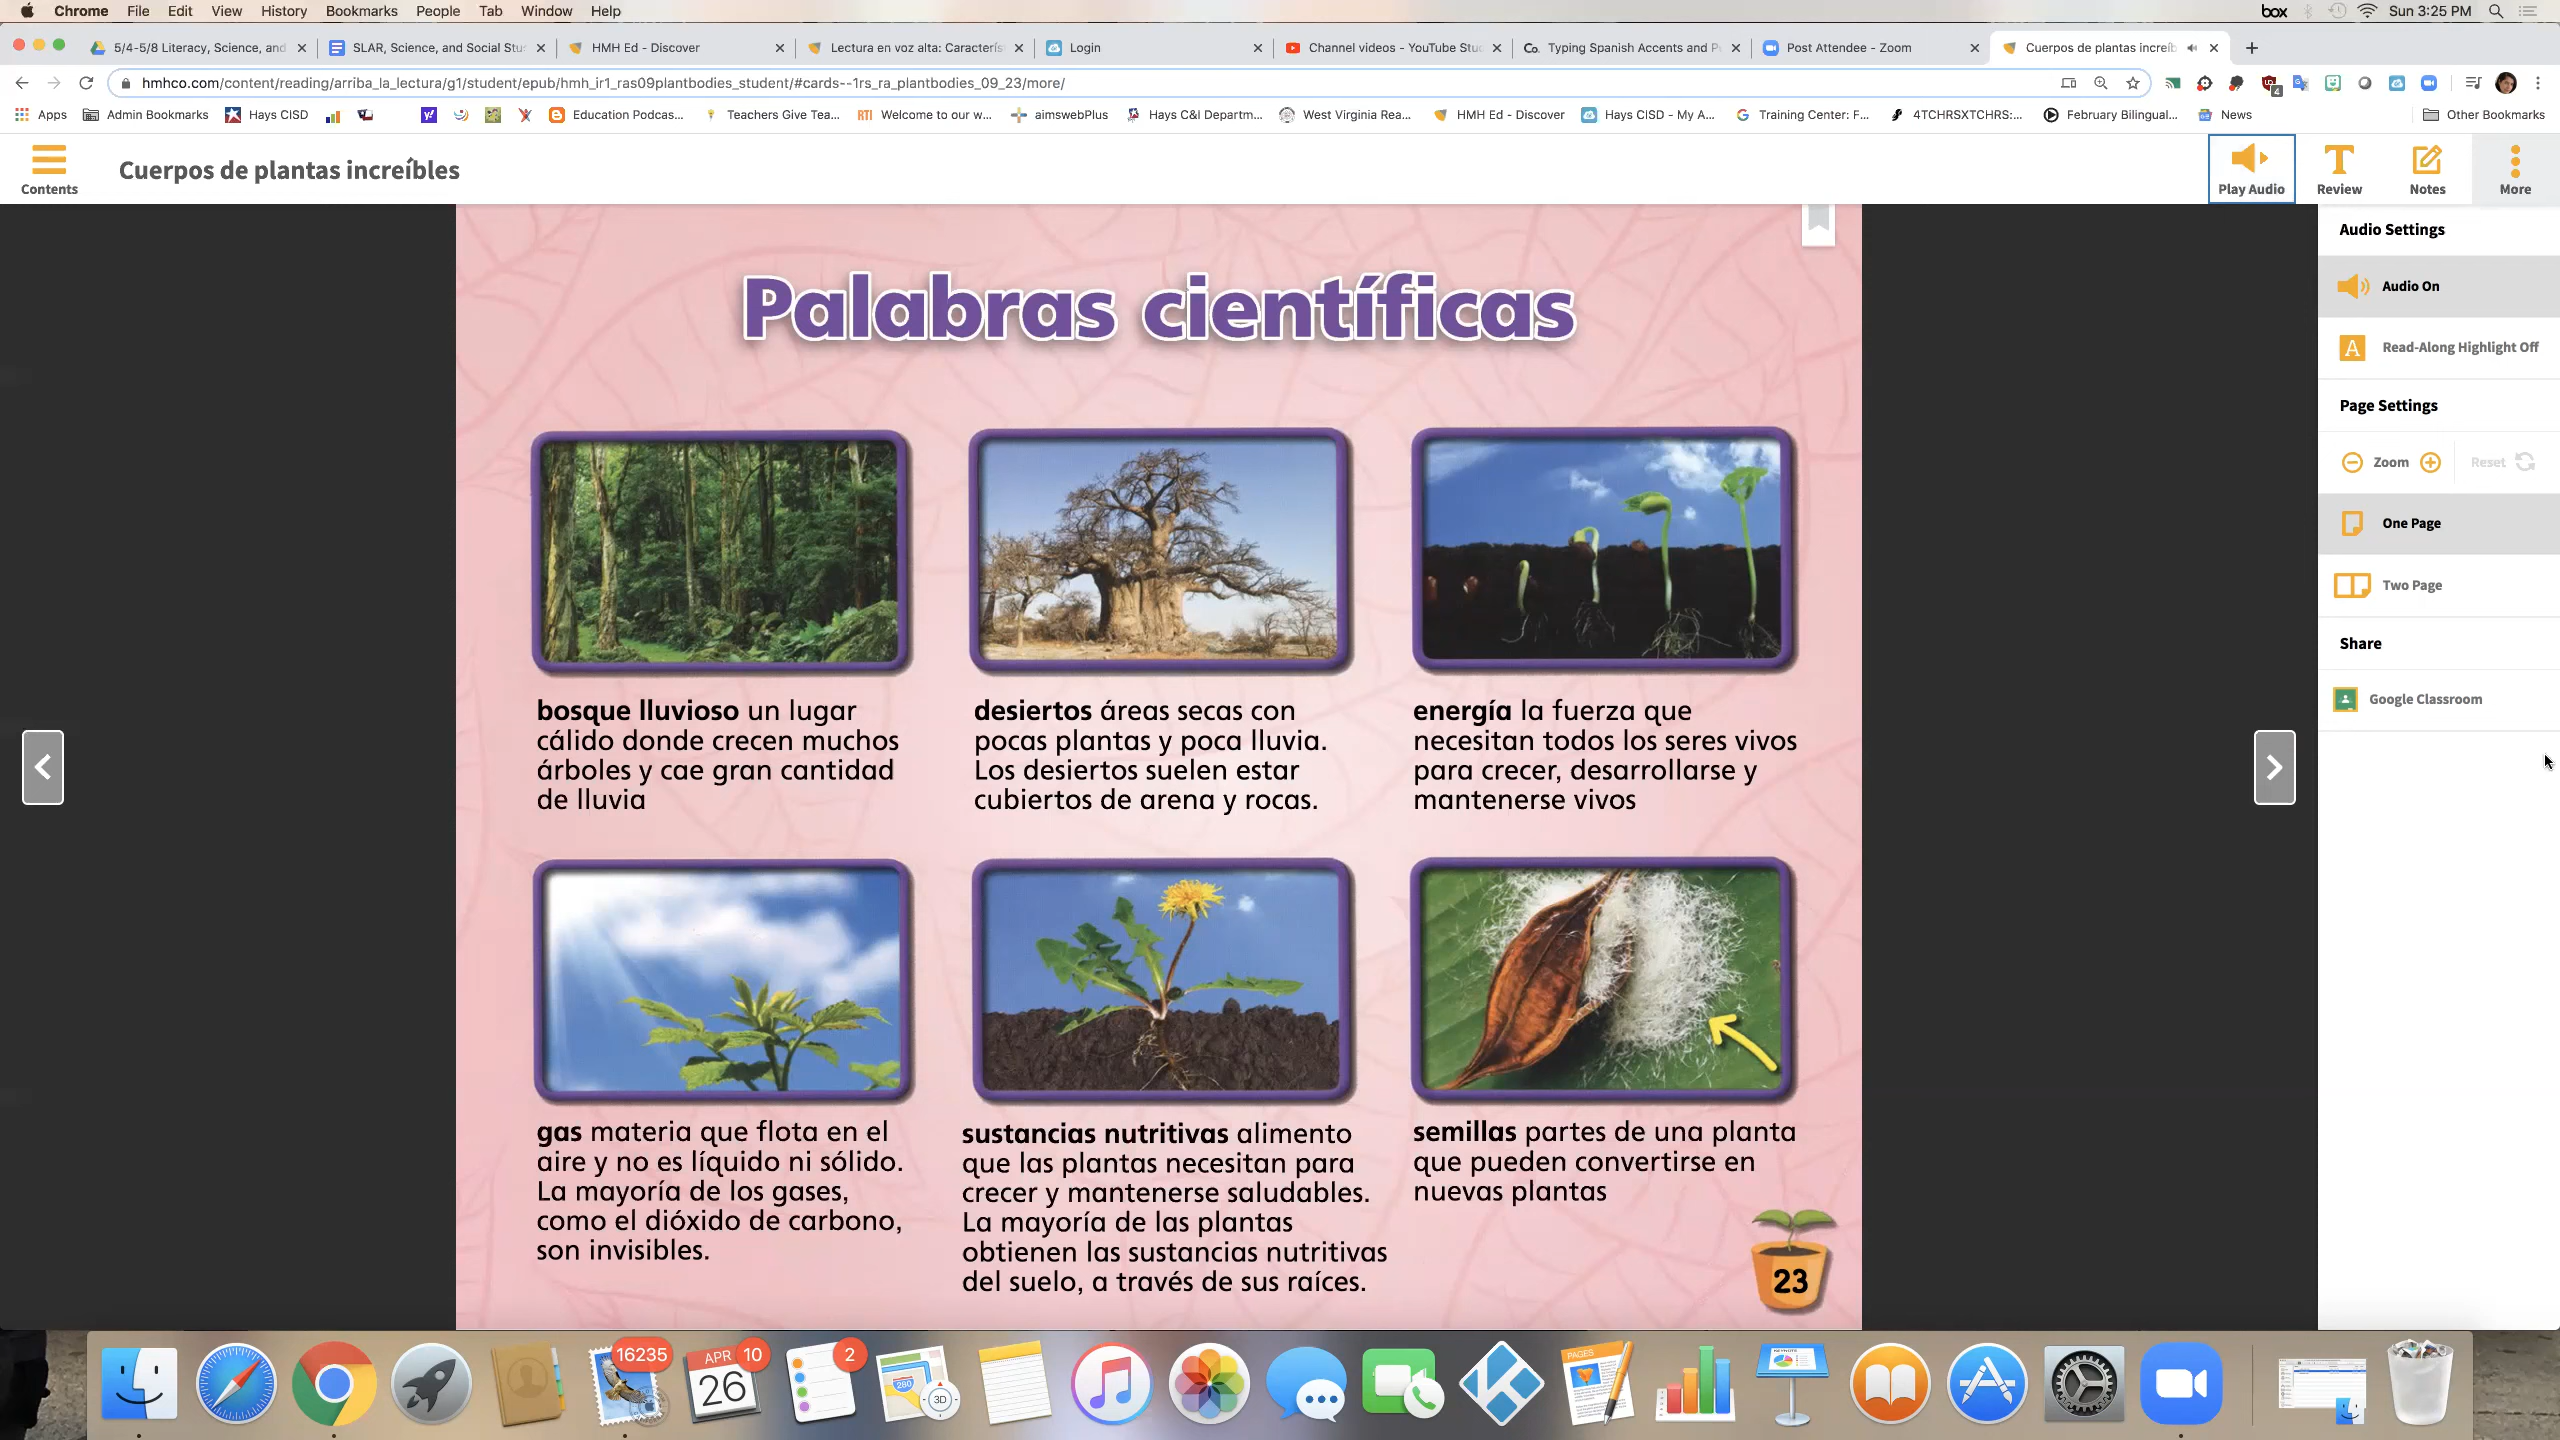 Chrome File Edit View History Bookmarks People Tab Window Help box Sun 3:25 PM
5/4-5/8 Literacy, Science, and SLAR, Science, and Social Stu HMH Ed - Discover Lectura en voz alta: Caracterís Login Channel videos - YouTube Stu Co. Typing Spanish Accents and P Post Attendee - Zoom Cuerpos de plantas increíb
hmhco.com/content/reading/arriba_la_lectura/g1/student/epub/hmh_ir1_ras09plantbodies_student/#cards--1rs_ra_plantbodies_09_23/more/
4
Apps Admin Bookmarks Hays CISD Education Podcas... Teachers Give Tea... RTI Welcome to our w... aimswebPlus Hays C&I Departm... West Virginia Rea... HMH Ed - Discover Hays CISD - My A... Training Center: F... 4TCHRSXTCHRS:... February Bilingual... News Other Bookmarks
Contents
Cuerpos de plantas increíbles
Play Audio Review Notes More
Audio Settings
Audio On
Read-Along Highlight Off
Page Settings
Zoom Reset
One Page
Two Page
Share
Google Classroom
Palabras científicas
bosque lluvioso un lugar
cálido donde crecen muchos
árboles y cae gran cantidad
de lluvia
desiertos áreas secas con
pocas plantas y poca lluvia.
Los desiertos suelen estar
cubiertos de arena y rocas.
energía la fuerza que
necesitan todos los seres vivos
para crecer, desarrollarse y
mantenerse vivos
gas materia que flota en el
aire y no es líquido ni sólido.
La mayoría de los gases,
como el dióxido de carbono,
son invisibles.
sustancias nutritivas alimento
que las plantas necesitan para
crecer y mantenerse saludables.
La mayoría de las plantas
obtienen las sustancias nutritivas
del suelo, a través de sus raíces.
semillas partes de una planta
que pueden convertirse en
nuevas plantas
23
16235
APR 10
26
2
280
3D
PAGES
KEYNOTE